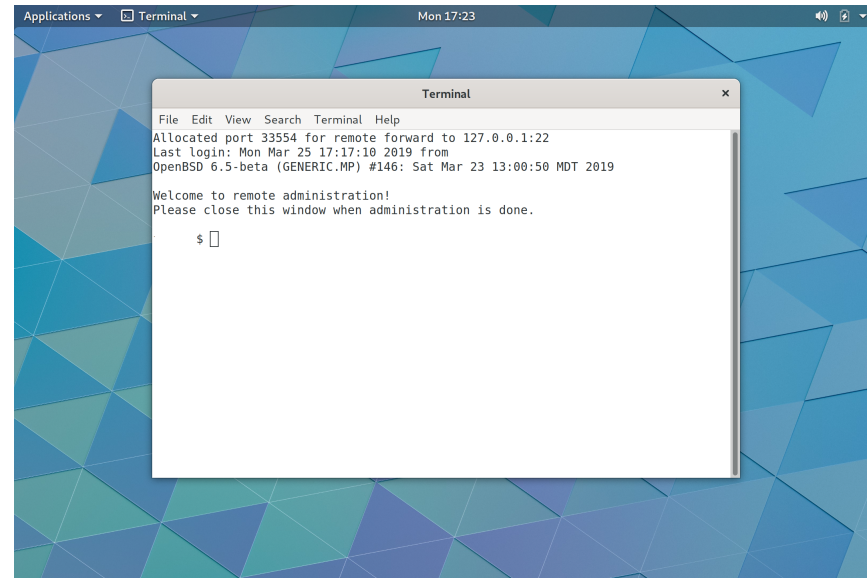 Applications Terminal Mon 17:23
Terminal ×
File Edit View Search Terminal Help
Allocated port 33554 for remote forward to 127.0.0.1:22
Last login: Mon Mar 25 17:17:10 2019 from
OpenBSD 6.5-beta (GENERIC.MP) #146: Sat Mar 23 13:00:50 MDT 2019
Welcome to remote administration!
Please close this window when administration is done.
$